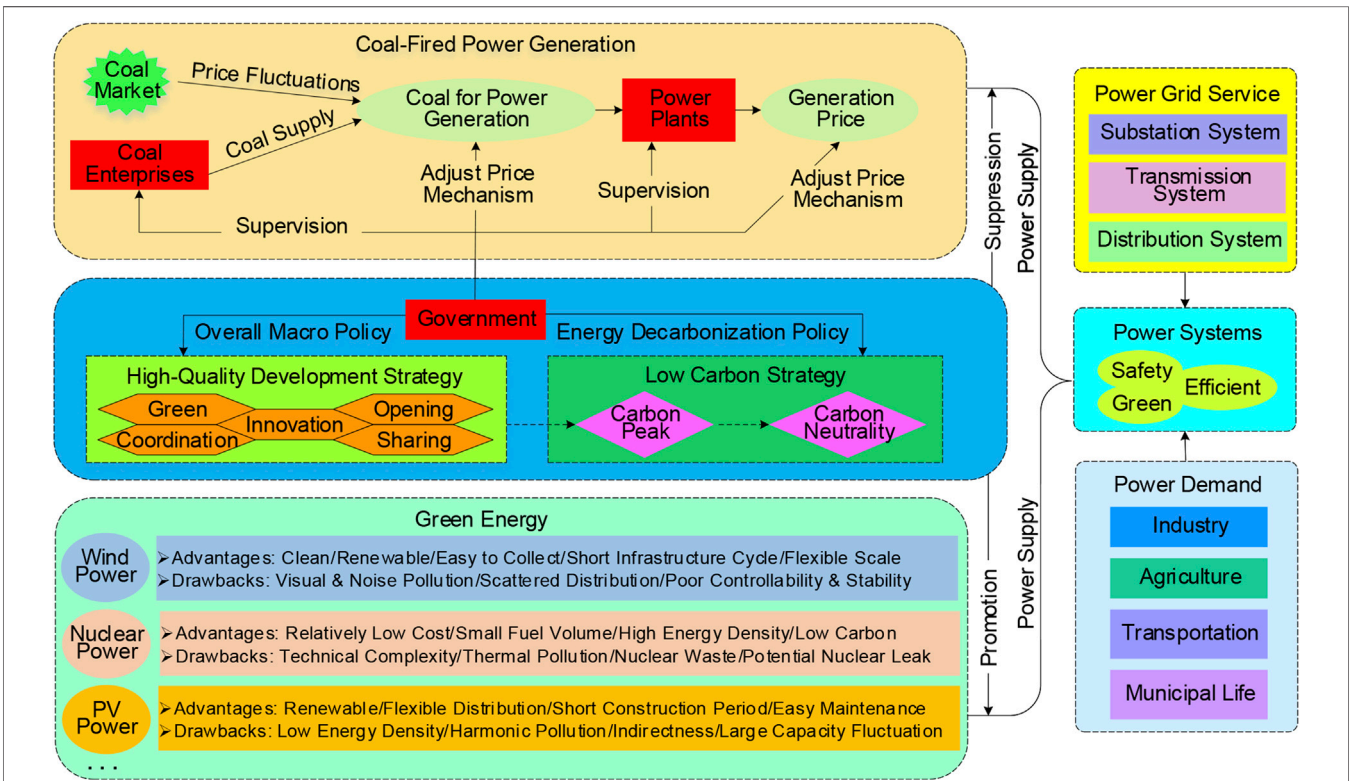 Coal-Fired Power Generation
Coal
Market
Price Fluctuations
Coal
Enterprises
Coal Supply
Coal for Power
Generation
Power
Plants
Generation
Price
Adjust Price
Mechanism
Supervision
Adjust Price
Mechanism
Supervision
Government
Overall Macro Policy
Energy Decarbonization Policy
High-Quality Development Strategy
Green
Coordination
Innovation
Opening
Sharing
Low Carbon Strategy
Carbon
Peak
Carbon
Neutrality
Green Energy
Wind
Power
➢Advantages: Clean/Renewable/Easy to Collect/Short Infrastructure Cycle/Flexible Scale
➢Drawbacks: Visual & Noise Pollution/Scattered Distribution/Poor Controllability & Stability
Nuclear
Power
➢Advantages: Relatively Low Cost/Small Fuel Volume/High Energy Density/Low Carbon
➢Drawbacks: Technical Complexity/Thermal Pollution/Nuclear Waste/Potential Nuclear Leak
PV
Power
➢Advantages: Renewable/Flexible Distribution/Short Construction Period/Easy Maintenance
➢Drawbacks: Low Energy Density/Harmonic Pollution/Indirectness/Large Capacity Fluctuation
...
Suppression
Power Supply
Promotion
Power Supply
Power Grid Service
Substation System
Transmission
System
Distribution System
Power Systems
Safety
Green
Efficient
Power Demand
Industry
Agriculture
Transportation
Municipal Life